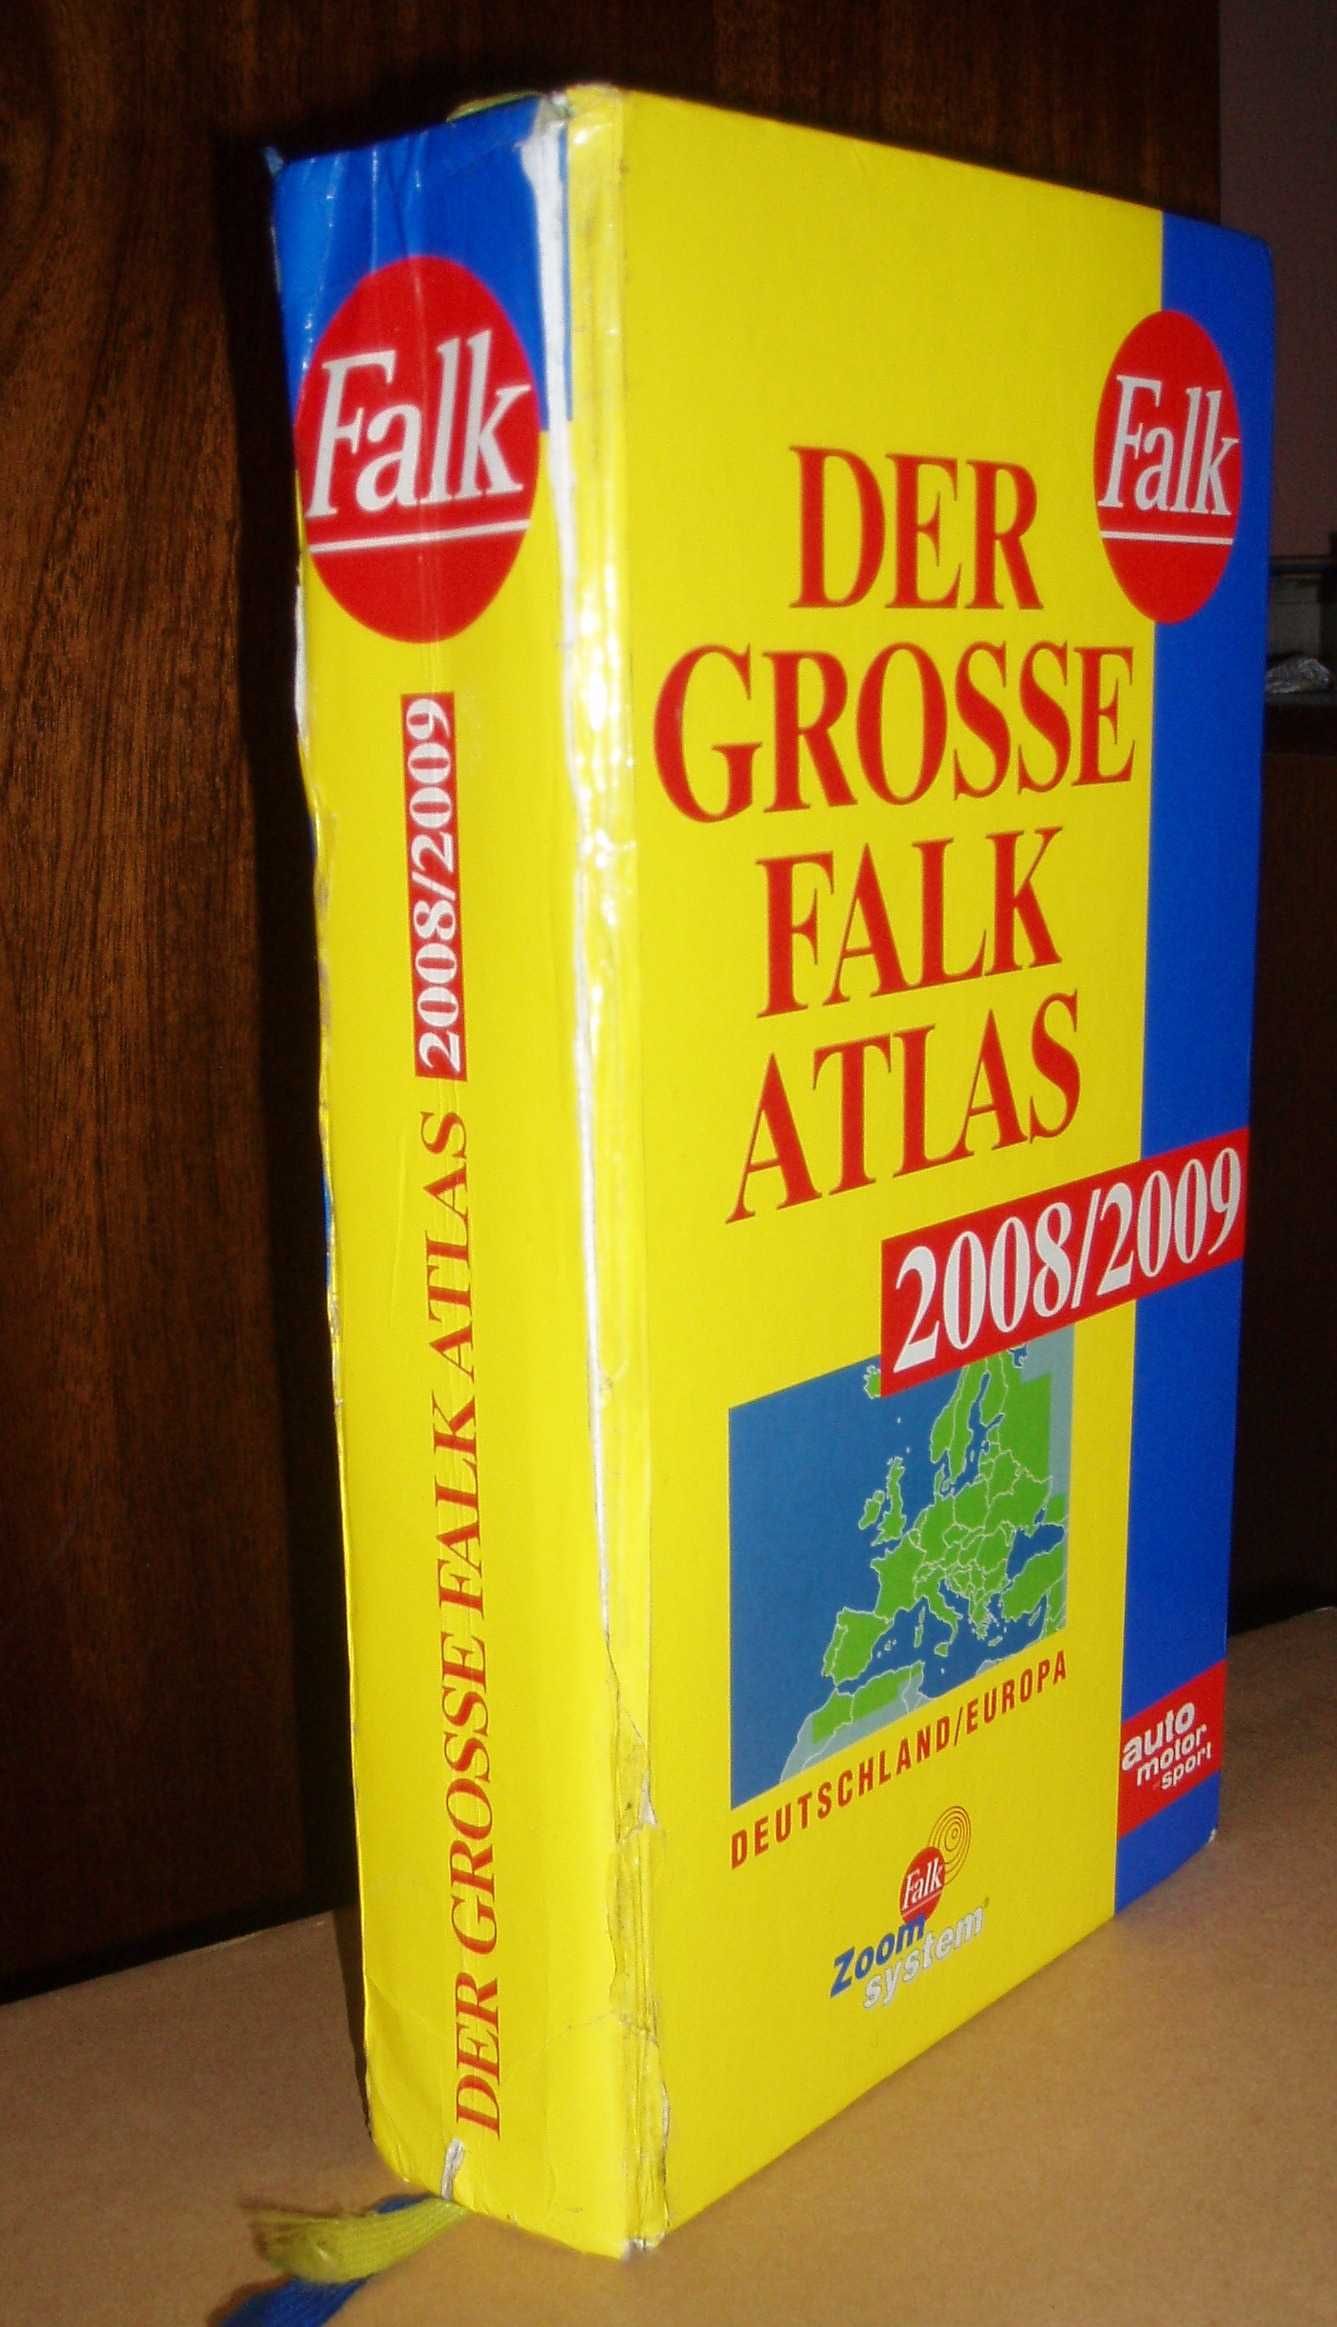 Falk
DER GROSSE FALK ATLAS 2008/2009
Falk
DER
GROSSE
FALK
ATLAS
2008/2009
DEUTSCHLAND/EUROPA
Falk
Zoom
system®
auto
motor
sport